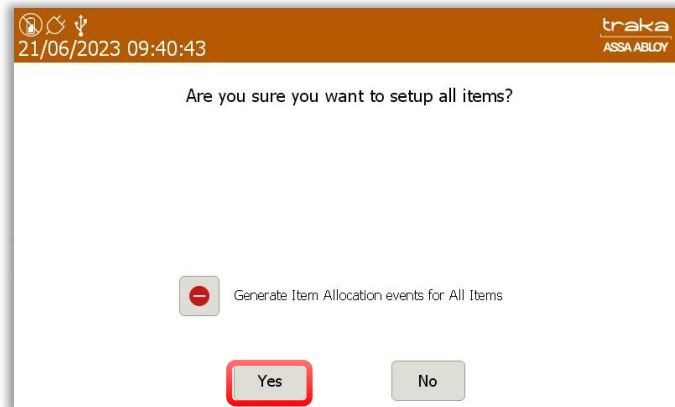 traka
21/06/2023 09:40:43
ASSA ABLOY
Are you sure you want to setup all items?
Generate Item Allocation events for All Items
Yes
No